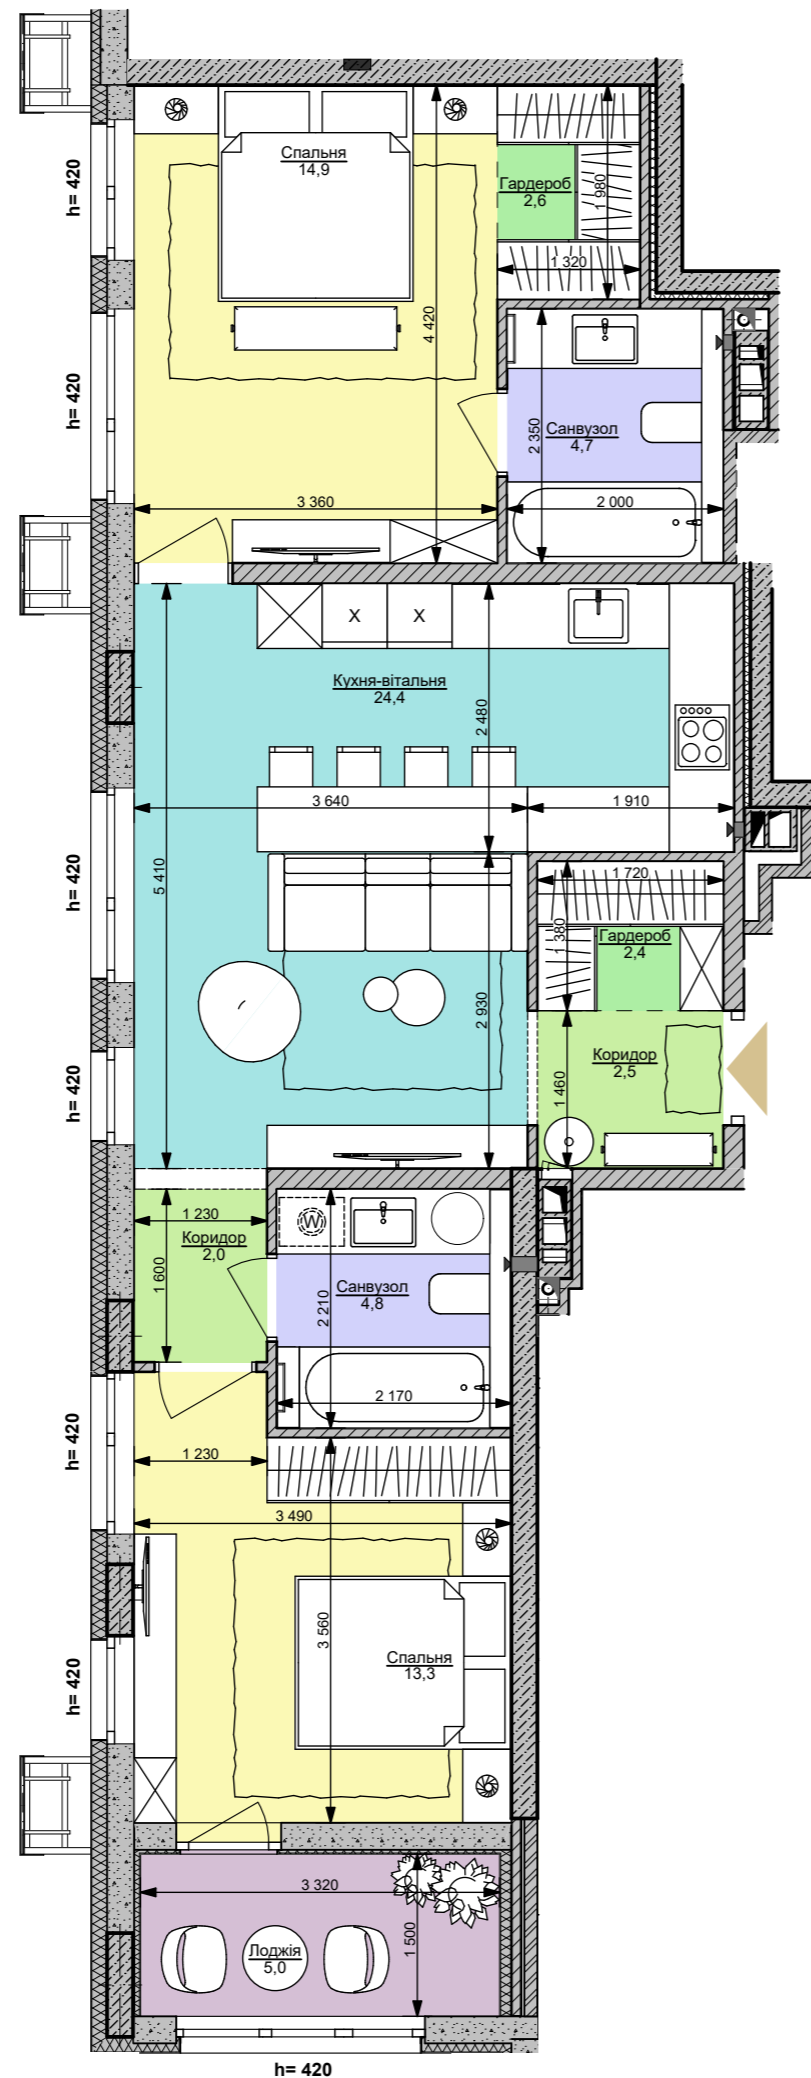 h= 420
Спальня
14,9
Гардероб
2,6
1 980
1 320
4 420
h= 420
2 350
Санвузол
4,7
3 360
2 000
X
X
Кухня-вітальня
24,4
2 480
3 640
1 910
h= 420
5 410
1 720
1 380
Гардероб
2,4
2 930
h= 420
1 460
Коридор
2,5
1 230
Коридор
2,0
1 600
W
Санвузол
4,8
2 210
2 170
h= 420
1 230
3 490
3 560
Спальня
13,3
h= 420
3 320
1 500
Лоджія
5,0
h= 420